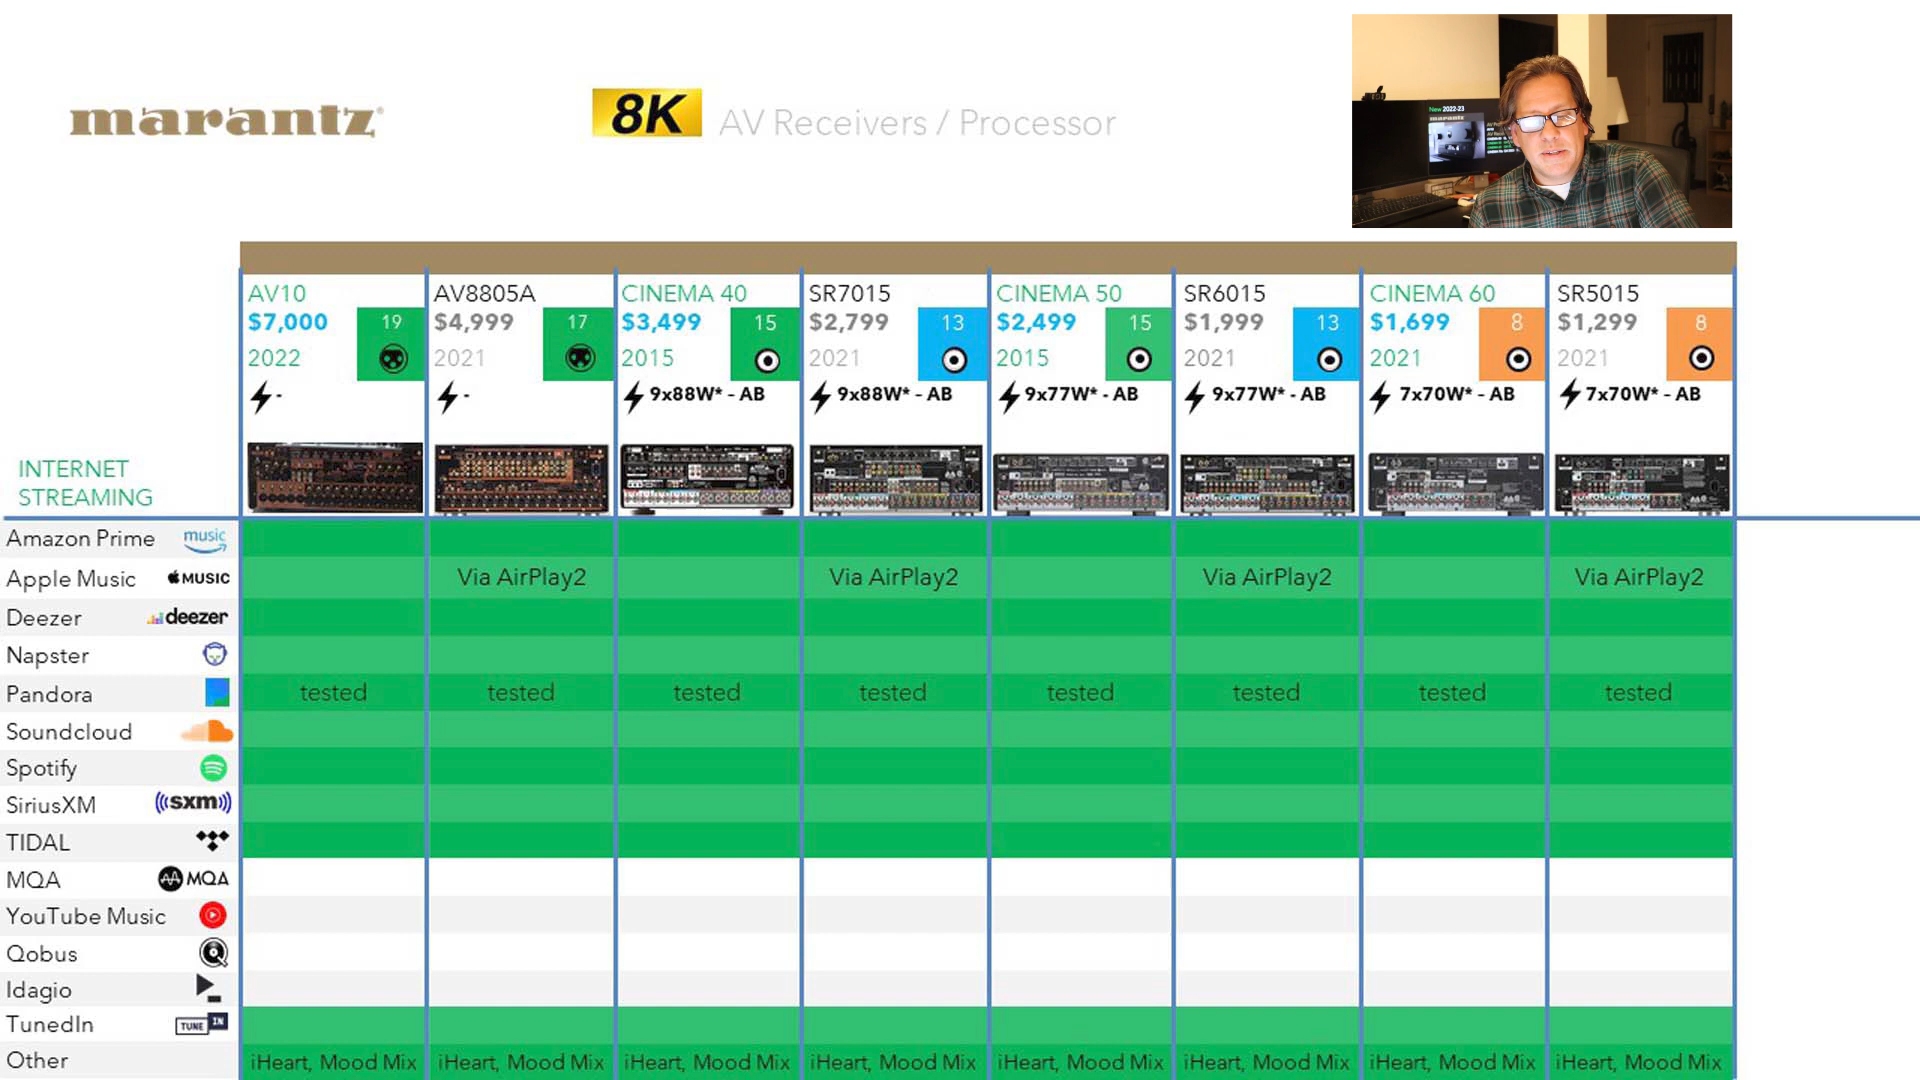 marantz
8K AV Receivers / Processor
New 2022-23
marantz
AV10 AV8805A CINEMA 40 SR7015 CINEMA 50 SR6015 CINEMA 60 SR5015
$7,000 19 $4,999 17 $3,499 15 $2,799 13 $2,499 15 $1,999 13 $1,699 8 $1,299 8
2022 2021 2015 2021 2015 2021 2021 2021
- - 9x88W* - AB 9x88W* - AB 9x77W* - AB 9x77W* - AB 7x70W* - AB 7x70W* - AB
INTERNET
STREAMING
Amazon Prime music
Apple Music MUSIC Via AirPlay2 Via AirPlay2 Via AirPlay2 Via AirPlay2
Deezer deezer
Napster
Pandora tested tested tested tested tested tested tested tested
Soundcloud
Spotify
SiriusXM ((sxm))
TIDAL
MQA MQA
YouTube Music
Qobus
Idagio
TunedIn TUNE IN
Other iHeart, Mood Mix iHeart, Mood Mix iHeart, Mood Mix iHeart, Mood Mix iHeart, Mood Mix iHeart, Mood Mix iHeart, Mood Mix iHeart, Mood Mix